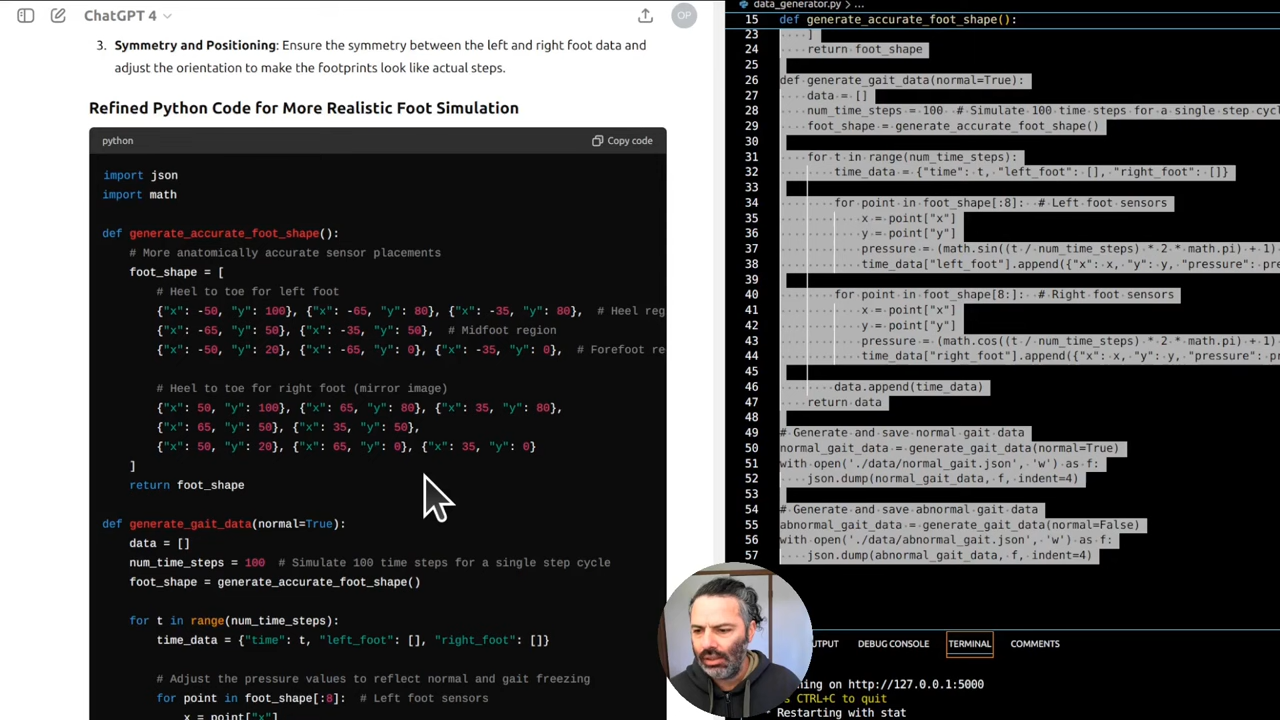 ChatGPT 4
OP
3. Symmetry and Positioning: Ensure the symmetry between the left and right foot data and
adjust the orientation to make the footprints look like actual steps.
Refined Python Code for More Realistic Foot Simulation
python
Copy code
import json
import math
def generate_accurate_foot_shape():
# More anatomically accurate sensor placements
foot_shape = [
# Heel to toe for left foot
{"x": -50, "y": 100}, {"x": -65, "y": 80}, {"x": -35, "y": 80}, # Heel reg
{"x": -65, "y": 50}, {"x": -35, "y": 50}, # Midfoot region
{"x": -50, "y": 20}, {"x": -65, "y": 0}, {"x": -35, "y": 0}, # Forefoot re
# Heel to toe for right foot (mirror image)
{"x": 50, "y": 100}, {"x": 65, "y": 80}, {"x": 35, "y": 80},
{"x": 65, "y": 50}, {"x": 35, "y": 50},
{"x": 50, "y": 20}, {"x": 65, "y": 0}, {"x": 35, "y": 0}
]
return foot_shape
def generate_gait_data(normal=True):
data = []
num_time_steps = 100 # Simulate 100 time steps for a single step cycle
foot_shape = generate_accurate_foot_shape()
for t in range(num_time_steps):
time_data = {"time": t, "left_foot": [], "right_foot": []}
# Adjust the pressure values to reflect normal and gait freezing
for point in foot_shape[:8]: # Left foot sensors
x = point["x"]
data_generator.py > ...
15 def generate_accurate_foot_shape():
23 ]
24 return foot_shape
25
26 def generate_gait_data(normal=True):
27 data = []
28 num_time_steps = 100 # Simulate 100 time steps for a single step cycl
29 foot_shape = generate_accurate_foot_shape()
30
31 for t in range(num_time_steps):
32 time_data = {"time": t, "left_foot": [], "right_foot": []}
33
34 for point in foot_shape[:8]: # Left foot sensors
35 x = point["x"]
36 y = point["y"]
37 pressure = (math.sin((t / num_time_steps) * 2 * math.pi) + 1)
38 time_data["left_foot"].append({"x": x, "y": y, "pressure": pre
39
40 for point in foot_shape[8:]: # Right foot sensors
41 x = point["x"]
42 y = point["y"]
43 pressure = (math.cos((t / num_time_steps) * 2 * math.pi) + 1)
44 time_data["right_foot"].append({"x": x, "y": y, "pressure": p
45
46 data.append(time_data)
47 return data
48
49 # Generate and save normal gait data
50 normal_gait_data = generate_gait_data(normal=True)
51 with open('./data/normal_gait.json', 'w') as f:
52 json.dump(normal_gait_data, f, indent=4)
53
54 # Generate and save abnormal gait data
55 abnormal_gait_data = generate_gait_data(normal=False)
56 with open('./data/abnormal_gait.json', 'w') as f:
57 json.dump(abnormal_gait_data, f, indent=4)
UTPUT DEBUG CONSOLE TERMINAL COMMENTS
ning on http://127.0.0.1:5000
s CTRL+C to quit
* Restarting with stat